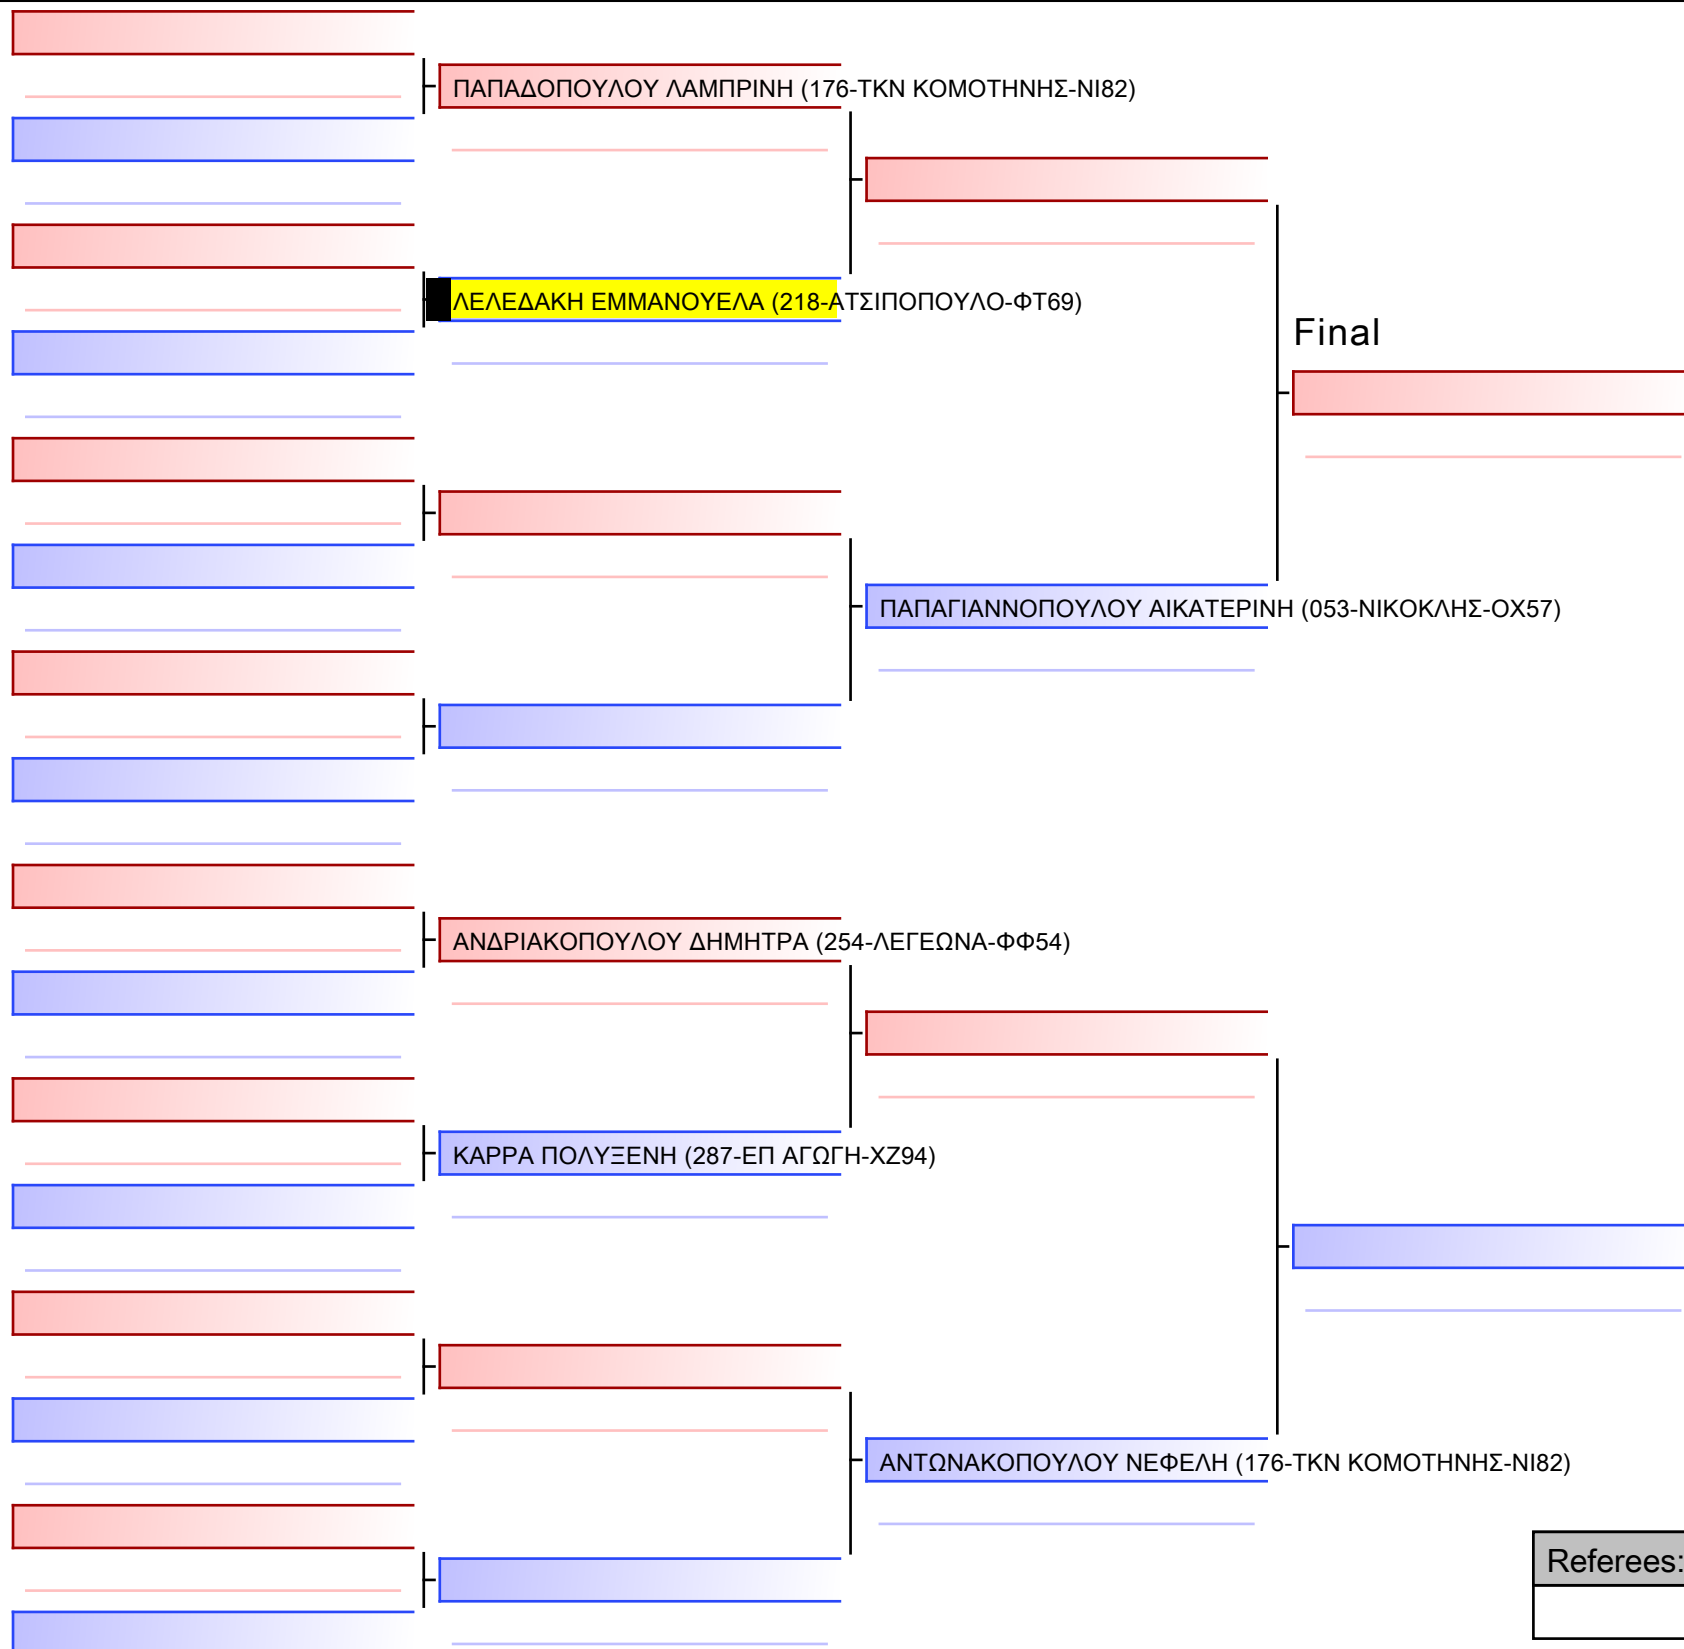 ΠΑΠΑΔΟΠΟΥΛΟΥ ΛΑΜΠΡΙΝΗ (176-ΤΚΝ ΚΟΜΟΤΗΝΗΣ-ΝΙ82)
ΛΕΛΕΔΑΚΗ ΕΜΜΑΝΟΥΕΛΑ (218-ΑΤΣΙΠΟΠΟΥΛΟ-ΦΤ69)
Final
ΠΑΠΑΓΙΑΝΝΟΠΟΥΛΟΥ ΑΙΚΑΤΕΡΙΝΗ (053-ΝΙΚΟΚΛΗΣ-ΟΧ57)
ΑΝΔΡΙΑΚΟΠΟΥΛΟΥ ΔΗΜΗΤΡΑ (254-ΛΕΓΕΩΝΑ-ΦΦ54)
ΚΑΡΡΑ ΠΟΛΥΞΕΝΗ (287-ΕΠ ΑΓΩΓΗ-ΧΖ94)
ΑΝΤΩΝΑΚΟΠΟΥΛΟΥ ΝΕΦΕΛΗ (176-ΤΚΝ ΚΟΜΟΤΗΝΗΣ-ΝΙ82)
Referees: